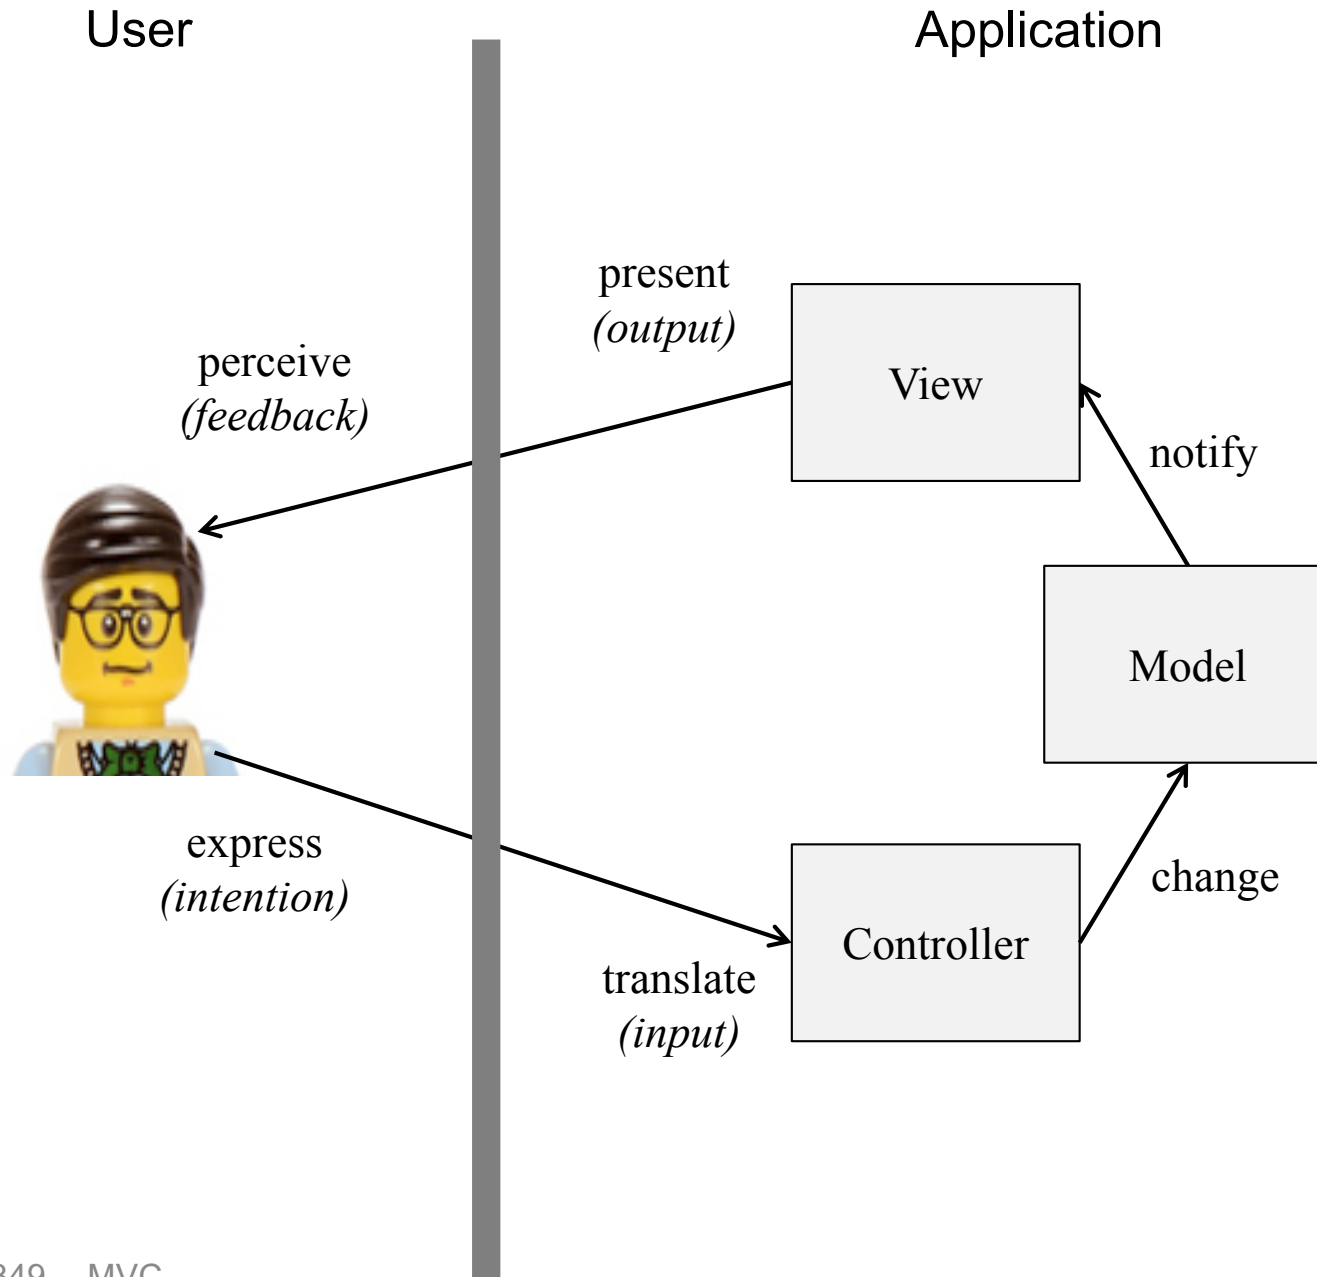 User
Application
present
(output)
perceive
(feedback)
View
notify
Model
express
(intention)
change
Controller
translate
(input)
MVC